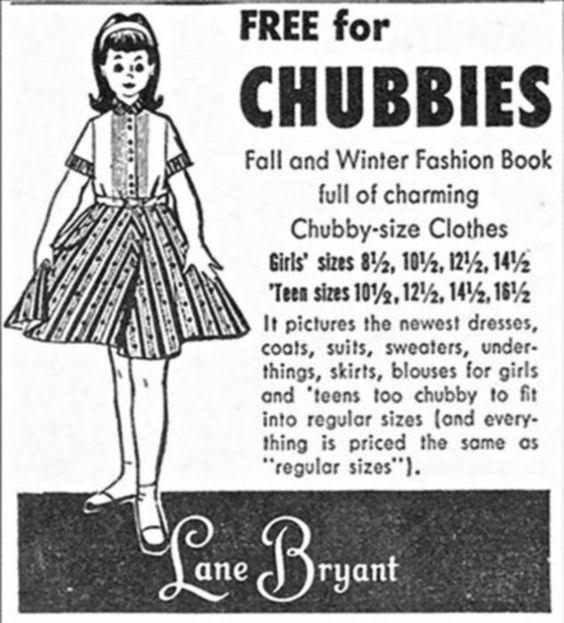 FREE for
CHUBBIES
Fall and Winter Fashion Book
full of charming
Chubby-size Clothes
Girls' sizes 8½, 10½, 12½, 14½
'Teen sizes 10½, 12½, 14½, 16½
It pictures the newest dresses,
coats, suits, sweaters, under-
things, skirts, blouses for girls
and 'teens too chubby to fit
into regular sizes (and every-
thing is priced the same as
"regular sizes").
Lane Bryant